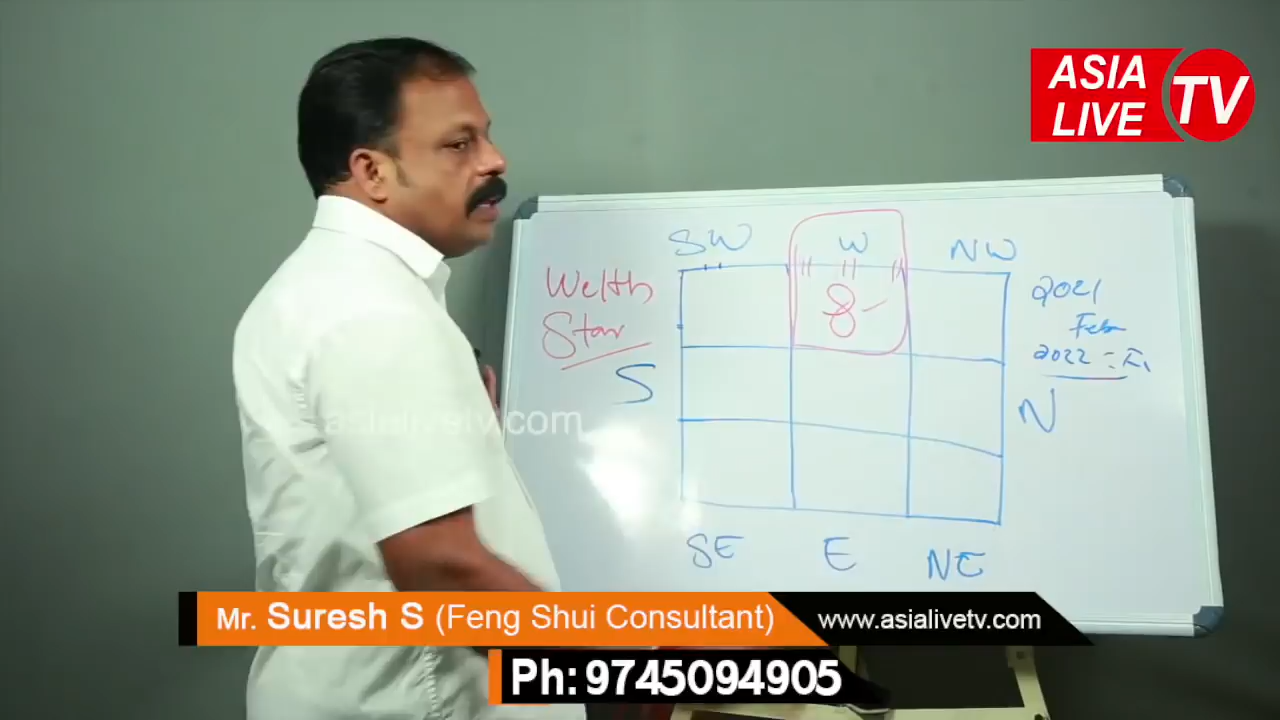 ASIA
LIVE
TV
SW W NW
Welth
Star
8
2021
Feb
2022 =
S
N
asialivetv.com
SE E NE
Mr. Suresh S (Feng Shui Consultant)
www.asialivetv.com
Ph: 9745094905